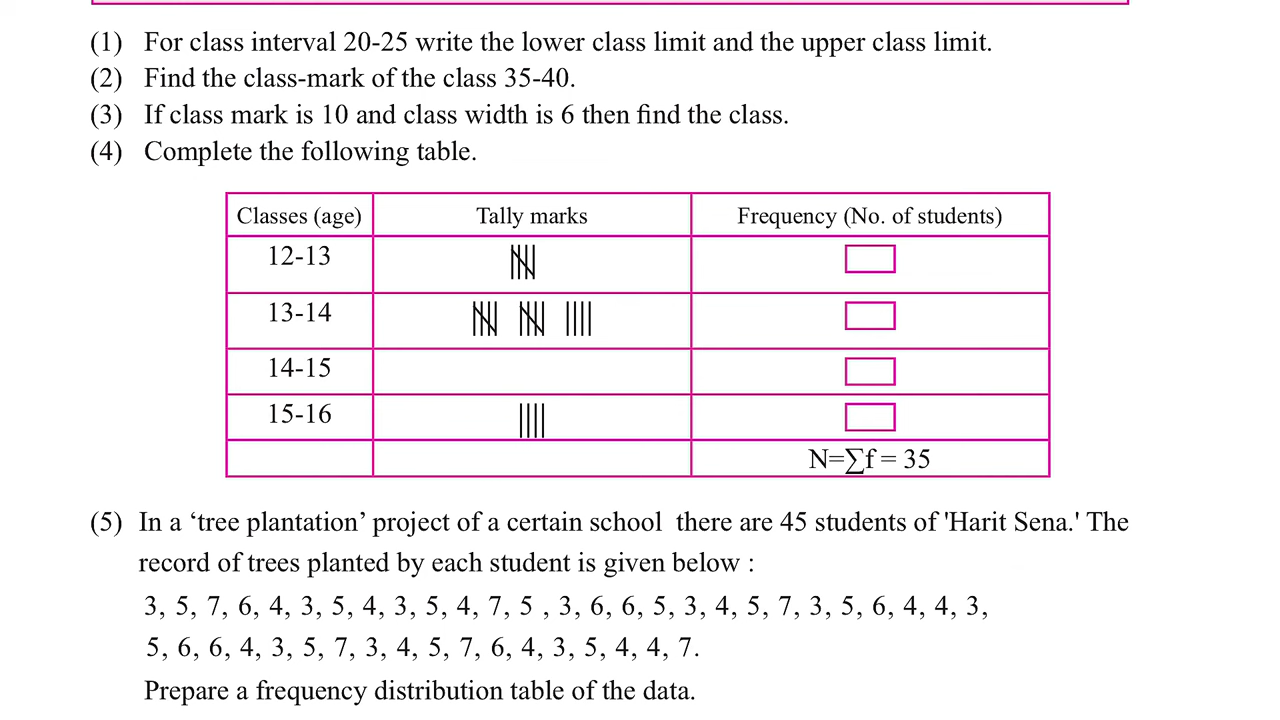 (1) For class interval 20-25 write the lower class limit and the upper class limit.
(2) Find the class-mark of the class 35-40.
(3) If class mark is 10 and class width is 6 then find the class.
(4) Complete the following table.
Classes (age) Tally marks Frequency (No. of students)
12-13
13-14
14-15
15-16
N=∑f = 35
(5) In a ‘tree plantation’ project of a certain school there are 45 students of 'Harit Sena.' The
record of trees planted by each student is given below :
3, 5, 7, 6, 4, 3, 5, 4, 3, 5, 4, 7, 5 , 3, 6, 6, 5, 3, 4, 5, 7, 3, 5, 6, 4, 4, 3,
5, 6, 6, 4, 3, 5, 7, 3, 4, 5, 7, 6, 4, 3, 5, 4, 4, 7.
Prepare a frequency distribution table of the data.